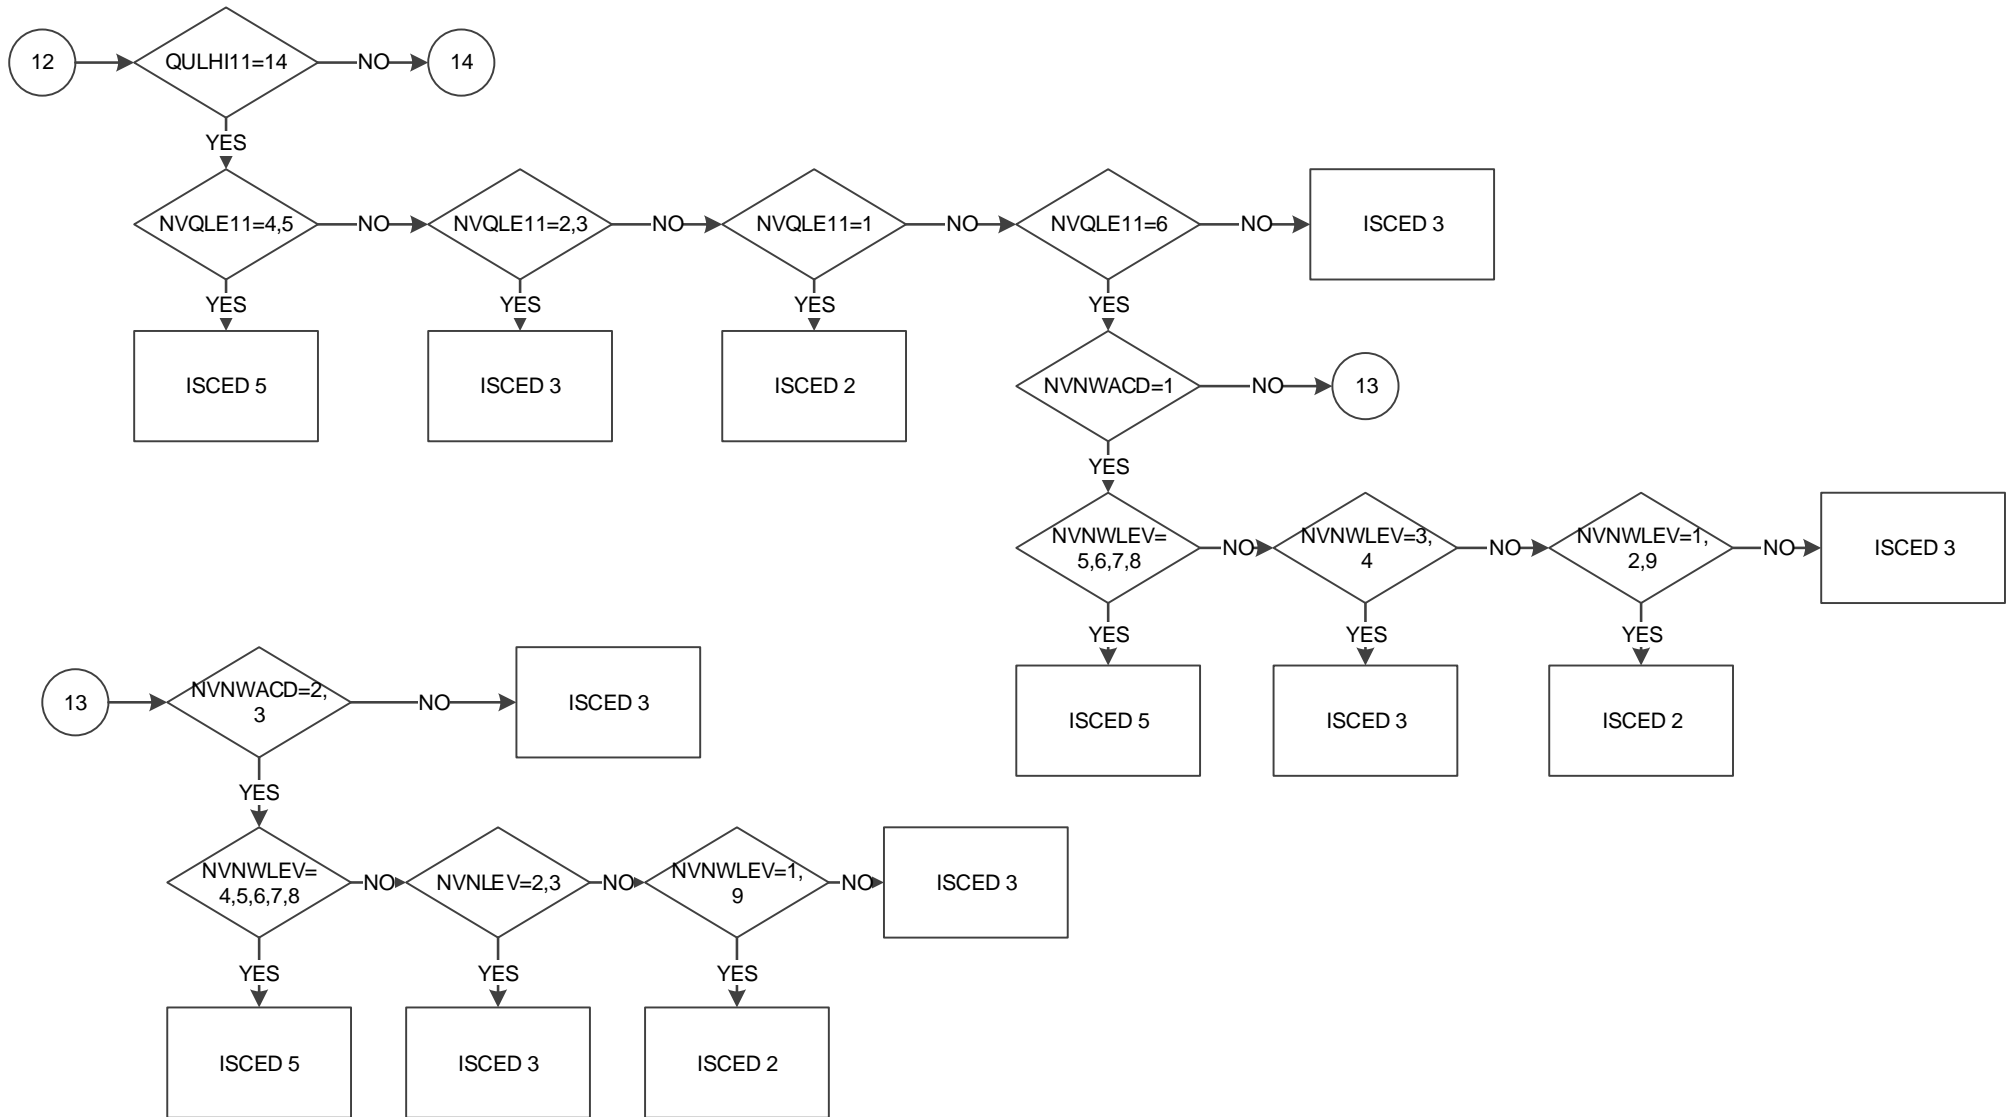 12
QULHI11=14
NO
14
YES
NVQLE11=4,5
NO
NVQLE11=2,3
NO
NVQLE11=1
NO
NVQLE11=6
NO
ISCED 3
YES
YES
YES
YES
ISCED 5
ISCED 3
ISCED 2
NVNWACD=1
NO
13
YES
NVNWLEV=
5,6,7,8
NO
NVNWLEV=3,
4
NO
NVNWLEV=1,
2,9
NO
ISCED 3
YES
YES
YES
ISCED 5
ISCED 3
ISCED 2
13
NVNWACD=2,
3
NO
ISCED 3
YES
NVNWLEV=
4,5,6,7,8
NO
NVNLEV=2,3
NO
NVNWLEV=1,
9
NO
ISCED 3
YES
YES
YES
ISCED 5
ISCED 3
ISCED 2